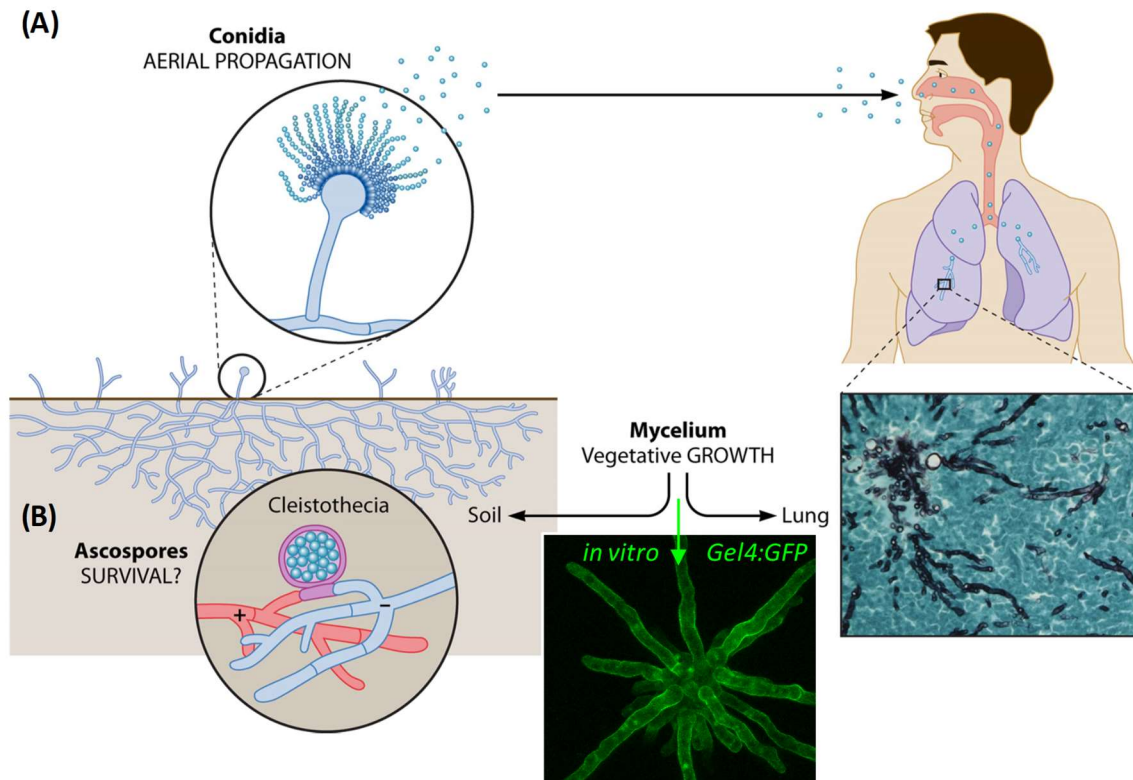 (A)
Conidia
AERIAL PROPAGATION
Mycelium
Vegetative GROWTH
Soil
Lung
(B)
Cleistothecia
Ascospores
SURVIVAL?
+
−
in vitro Gel4:GFP